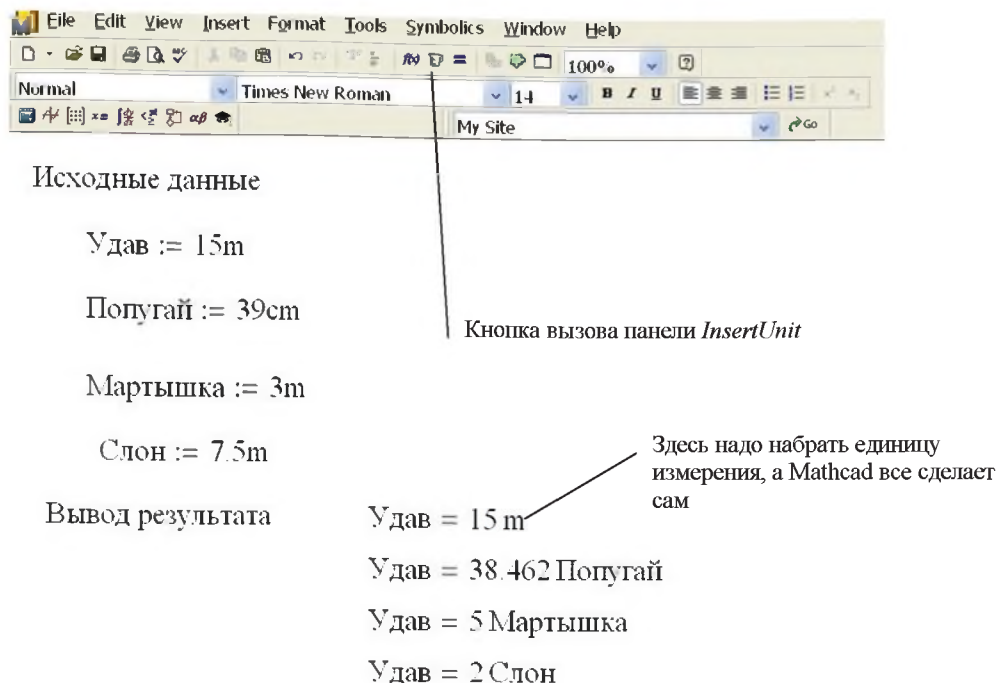 File Edit View Insert Format Tools Symbolics Window Help
100%
Normal Times New Roman 14 B I U
My Site Go
Исходные данные
Удав := 15m
Попугай := 39cm
Кнопка вызова панели InsertUnit
Мартышка := 3m
Слон := 7.5m
Здесь надо набрать единицу
измерения, а Mathcad все сделает
сам
Вывод результата
Удав = 15 m
Удав = 38.462 Попугай
Удав = 5 Мартышка
Удав = 2 Слон